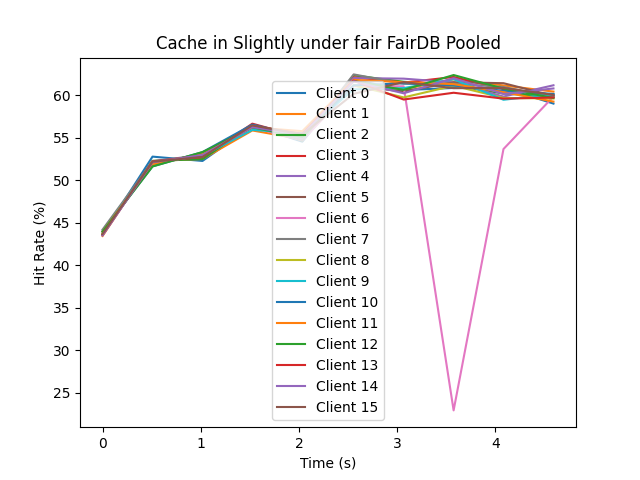 Cache in Slightly under fair FairDB Pooled
Hit Rate (%)
60
55
50
45
40
35
30
25
Client 0
Client 1
Client 2
Client 3
Client 4
Client 5
Client 6
Client 7
Client 8
Client 9
Client 10
Client 11
Client 12
Client 13
Client 14
Client 15
0 1 2 3 4
Time (s)